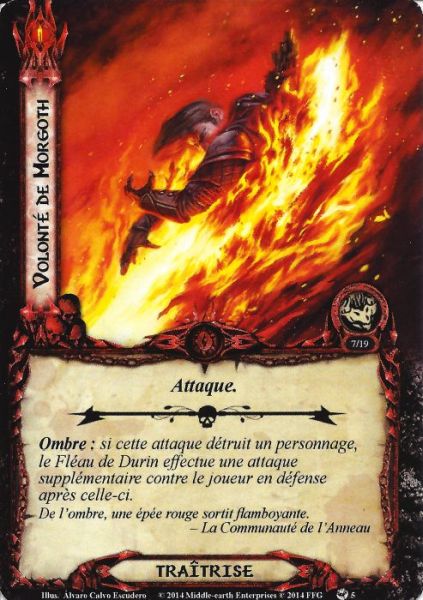 VOLONTÉ DE MORGOTH
7/19
Attaque.
Ombre : si cette attaque détruit un personnage,
le Fléau de Durin effectue une attaque
supplémentaire contre le joueur en défense
après celle-ci.
De l'ombre, une épée rouge sortit flamboyante.
– La Communauté de l'Anneau
TRAÎTRISE
Illus. Álvaro Calvo Escudero © 2014 Middle-earth Enterprises © 2014 FFG 5